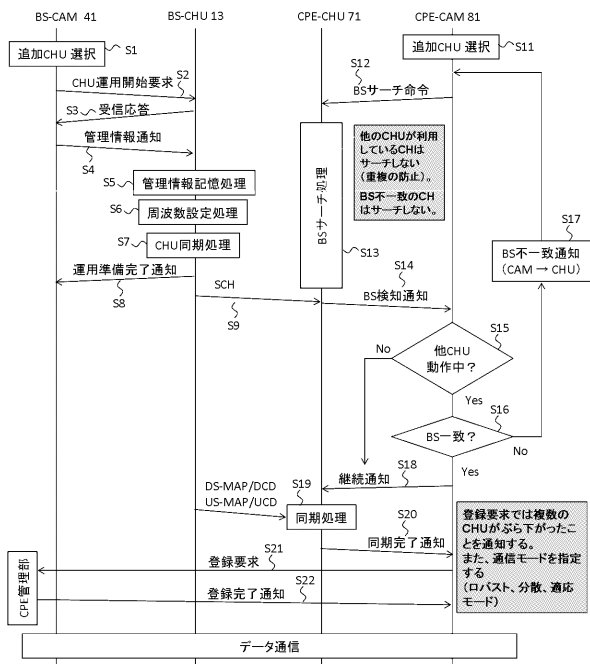 BS-CAM 41
BS-CHU 13
CPE-CHU 71
CPE-CAM 81
追加CHU 選択
S1
追加CHU 選択
S11
CHU運用開始要求
S2
S12
BSサーチ命令
S3
受信応答
管理情報通知
S4
他のCHUが利用
しているCHは
サーチしない
(重複の防止)。
BS不一致のCH
はサーチしない。
BSサーチ処理
S13
S5
管理情報記憶処理
S6
周波数設定処理
S7
CHU同期処理
S17
BS不一致通知
(CAM → CHU)
運用準備完了通知
S8
SCH
S9
S14
BS検知通知
S15
他CHU
動作中?
No
Yes
S16
BS一致?
No
Yes
S18
継続通知
DS-MAP/DCD
US-MAP/UCD
S19
同期処理
S20
同期完了通知
登録要求では複数の
CHUがぶら下がったこ
とを通知する。
また、通信モードを指定
する
(ロバスト、分散、適応
モード)
CPE管理部
S21
登録要求
S22
登録完了通知
データ通信